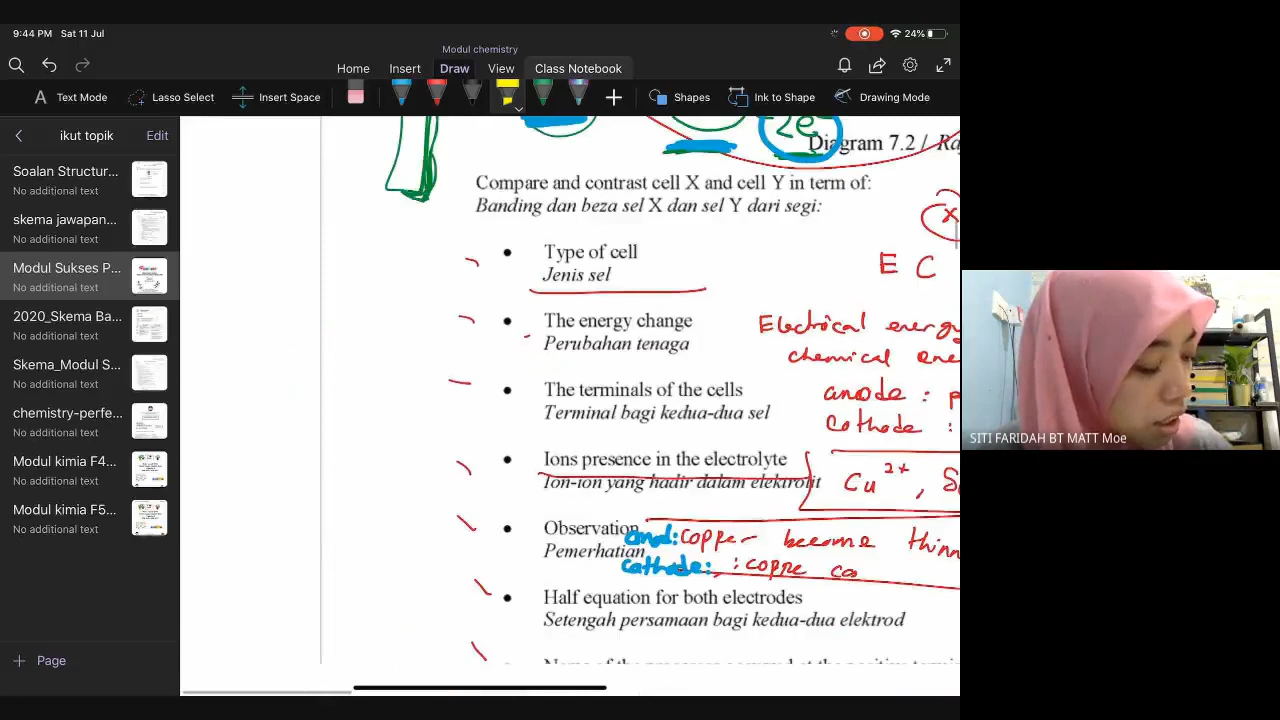 9:44 PM Sat 11 Jul
24%
Modul chemistry
Home Insert Draw View Class Notebook
A Text Mode Lasso Select Insert Space Shapes Ink to Shape Drawing Mode
ikut topik Edit
Soalan Struktur...
No additional text
skema jawapan...
No additional text
Modul Sukses P...
No additional text
2020_Skema Ba...
No additional text
Skema_Modul S...
No additional text
chemistry-perfe...
No additional text
Modul kimia F4...
No additional text
Modul kimia F5...
No additional text
+ Page
2e
Diagram 7.2 /
Compare and contrast cell X and cell Y in term of:
Banding dan beza sel X dan sel Y dari segi:
X
• Type of cell
Jenis sel
E C
• The energy change
Perubahan tenaga
Electrical energy
chemical
• The terminals of the cells
Terminal bagi kedua-dua sel
anode :
Cathode :
• Ions presence in the electrolyte
Ion-ion yang hadir dalam elektrolit
Cu2+,
• Observation
Pemerhatian
anod: copper become
cathode: : copre co
• Half equation for both electrodes
Setengah persamaan bagi kedua-dua elektrod
SITI FARIDAH BT MATT Moe